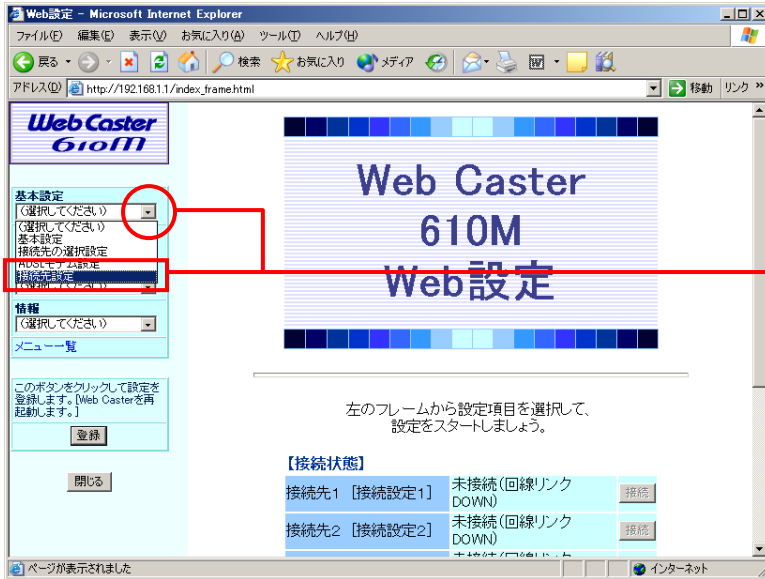 Web設定 - Microsoft Internet Explorer
ファイル(F) 編集(E) 表示(V) お気に入り(A) ツール(T) ヘルプ(H)
戻る 検索 お気に入り メディア
アドレス(D) http://192.168.1.1/index_frame.html 移動 リンク »
Web Caster
610M
基本設定
(選択してください)
(選択してください)
基本設定
接続先の選択設定
ADSLモデム設定
接続先設定
(選択してください)
情報
(選択してください)
メニュー一覧
このボタンをクリックして設定を
登録します。[Web Casterを再
起動します。]
登録
閉じる
Web Caster
610M
Web設定
左のフレームから設定項目を選択して、
設定をスタートしましょう。
【接続状態】
接続先1 [接続設定1] 未接続(回線リンク
DOWN) 接続
接続先2 [接続設定2] 未接続(回線リンク
DOWN) 接続
ページが表示されました インターネット